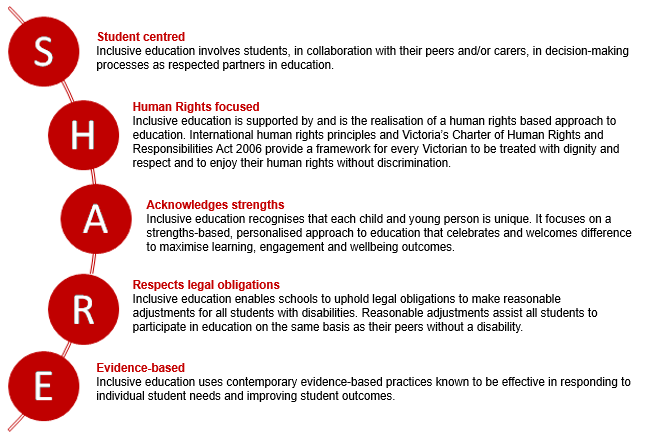 S
Student centred
Inclusive education involves students, in collaboration with their peers and/or carers, in decision-making
processes as respected partners in education.
H
Human Rights focused
Inclusive education is supported by and is the realisation of a human rights based approach to
education. International human rights principles and Victoria's Charter of Human Rights and
Responsibilities Act 2006 provide a framework for every Victorian to be treated with dignity and
respect and to enjoy their human rights without discrimination.
A
Acknowledges strengths
Inclusive education recognises that each child and young person is unique. It focuses on a
strengths-based, personalised approach to education that celebrates and welcomes difference
to maximise learning, engagement and wellbeing outcomes.
R
Respects legal obligations
Inclusive education enables schools to uphold legal obligations to make reasonable
adjustments for all students with disabilities. Reasonable adjustments assist all students to
participate in education on the same basis as their peers without a disability.
E
Evidence-based
Inclusive education uses contemporary evidence-based practices known to be effective in responding to
individual student needs and improving student outcomes.